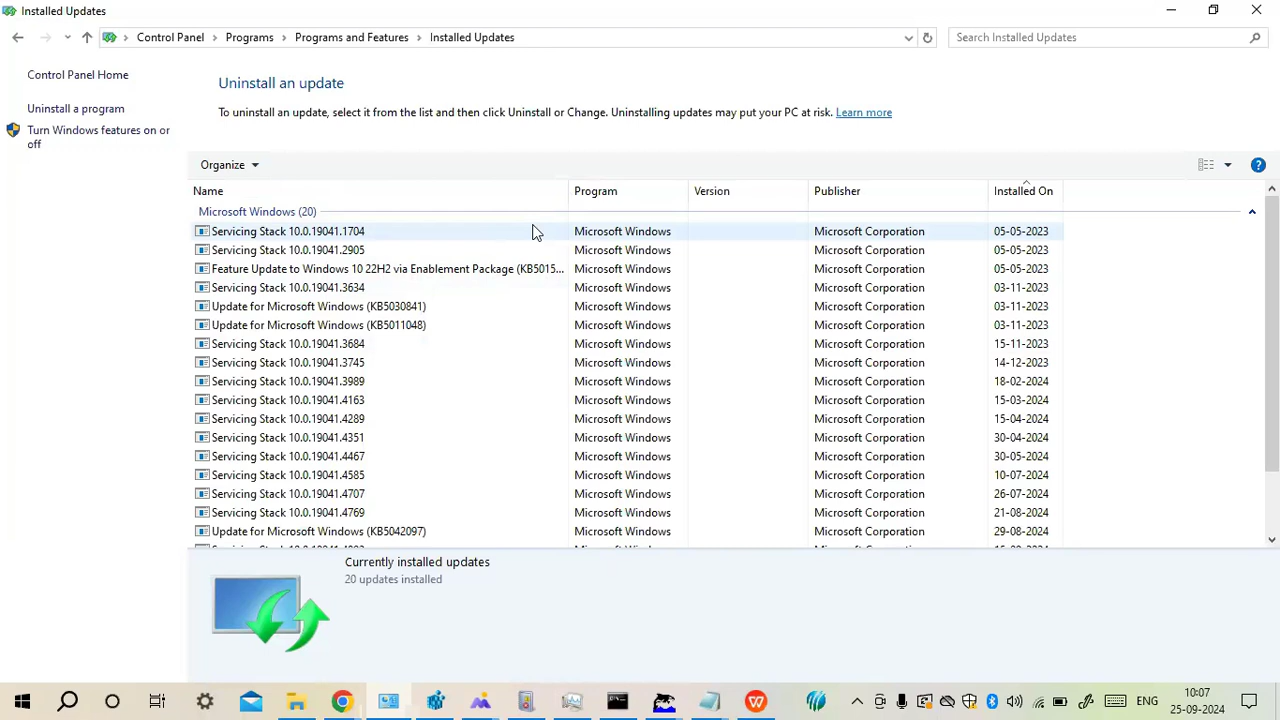 Installed Updates
Control Panel > Programs > Programs and Features > Installed Updates
Search Installed Updates
Control Panel Home
Uninstall a program
Turn Windows features on or
off
Uninstall an update
To uninstall an update, select it from the list and then click Uninstall or Change. Uninstalling updates may put your PC at risk. Learn more
Organize
Name Program Version Publisher Installed On
Microsoft Windows (20)
Servicing Stack 10.0.19041.1704 Microsoft Windows Microsoft Corporation 05-05-2023
Servicing Stack 10.0.19041.2905 Microsoft Windows Microsoft Corporation 05-05-2023
Feature Update to Windows 10 22H2 via Enablement Package (KB5015... Microsoft Windows Microsoft Corporation 05-05-2023
Servicing Stack 10.0.19041.3634 Microsoft Windows Microsoft Corporation 03-11-2023
Update for Microsoft Windows (KB5030841) Microsoft Windows Microsoft Corporation 03-11-2023
Update for Microsoft Windows (KB5011048) Microsoft Windows Microsoft Corporation 03-11-2023
Servicing Stack 10.0.19041.3684 Microsoft Windows Microsoft Corporation 15-11-2023
Servicing Stack 10.0.19041.3745 Microsoft Windows Microsoft Corporation 14-12-2023
Servicing Stack 10.0.19041.3989 Microsoft Windows Microsoft Corporation 18-02-2024
Servicing Stack 10.0.19041.4163 Microsoft Windows Microsoft Corporation 15-03-2024
Servicing Stack 10.0.19041.4289 Microsoft Windows Microsoft Corporation 15-04-2024
Servicing Stack 10.0.19041.4351 Microsoft Windows Microsoft Corporation 30-04-2024
Servicing Stack 10.0.19041.4467 Microsoft Windows Microsoft Corporation 30-05-2024
Servicing Stack 10.0.19041.4585 Microsoft Windows Microsoft Corporation 10-07-2024
Servicing Stack 10.0.19041.4707 Microsoft Windows Microsoft Corporation 26-07-2024
Servicing Stack 10.0.19041.4769 Microsoft Windows Microsoft Corporation 21-08-2024
Update for Microsoft Windows (KB5042097) Microsoft Windows Microsoft Corporation 29-08-2024
Currently installed updates
20 updates installed
ENG
10:07
25-09-2024